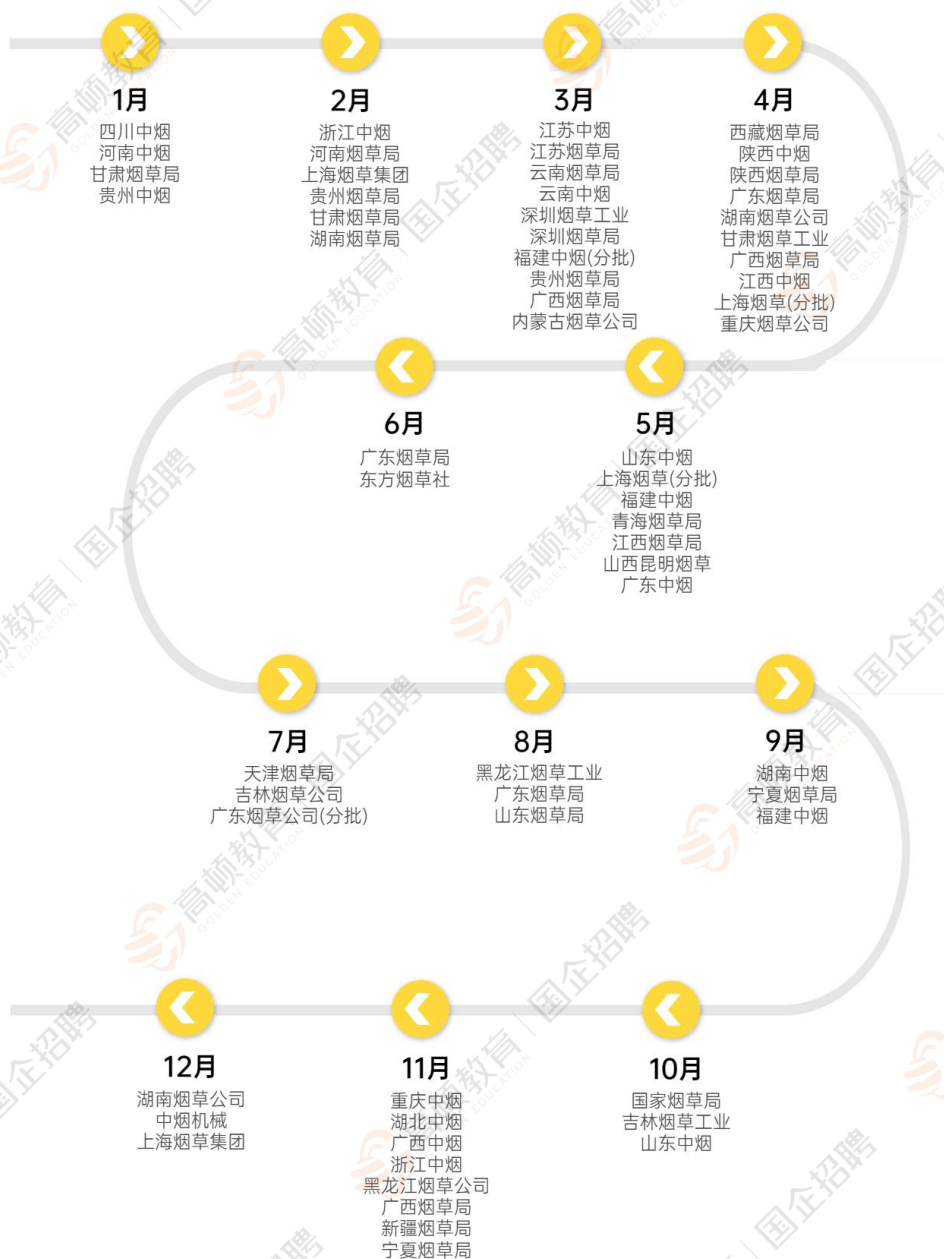 1月
四川中烟
河南中烟
甘肃烟草局
贵州中烟
2月
浙江中烟
河南烟草局
上海烟草集团
贵州烟草局
甘肃烟草局
湖南烟草局
3月
江苏中烟
江苏烟草局
云南烟草局
云南中烟
深圳烟草工业
深圳烟草局
福建中烟(分批)
贵州烟草局
广西烟草局
内蒙古烟草公司
4月
西藏烟草局
陕西中烟
陕西烟草局
广东烟草局
湖南烟草公司
甘肃烟草工业
广西烟草局
江西中烟
上海烟草(分批)
重庆烟草公司
6月
广东烟草局
东方烟草社
5月
山东中烟
上海烟草(分批)
福建中烟
青海烟草局
江西烟草局
山西昆明烟草
广东中烟
7月
天津烟草局
吉林烟草公司
广东烟草公司(分批)
8月
黑龙江烟草工业
广东烟草局
山东烟草局
9月
湖南中烟
宁夏烟草局
福建中烟
12月
湖南烟草公司
中烟机械
上海烟草集团
11月
重庆中烟
湖北中烟
广西中烟
浙江中烟
黑龙江烟草公司
广西烟草局
新疆烟草局
宁夏烟草局
10月
国家烟草局
吉林烟草工业
山东中烟
高顿教育 | 国企招聘
GOLDEN EDUCATION